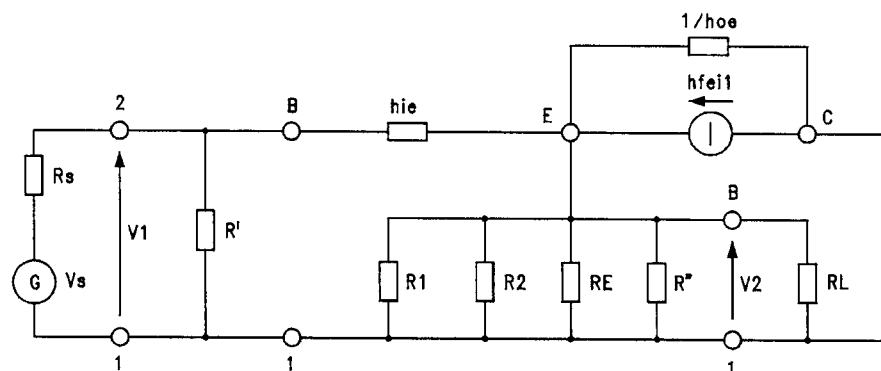 1/hoe
hfei1
2
B
hie
E
C
Rs
V1
R'
B
G
Vs
R1
R2
RE
R"
V2
RL
1
1
1